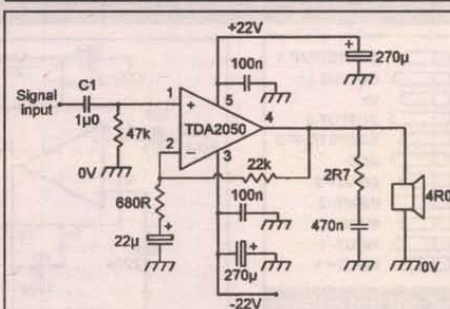 +22V
+
270µ
100n
C1
Signal
input
1µ0
1
+
5
TDA2050
4
47k
2
−
3
22k
0V
680R
100n
2R7
4R0
+
22µ
470n
+
270µ
0V
-22V